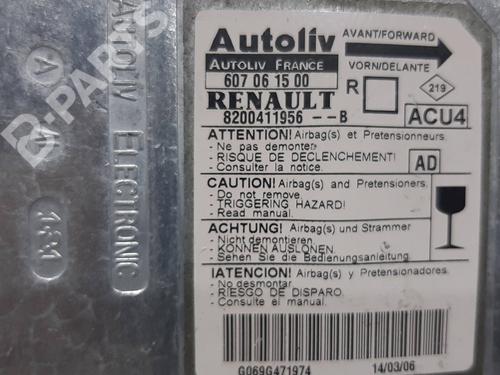 Autoliv
AVANT/FORWARD
AUTOLIV FRANCE
VORN/DELANTE
607 06 15 00
R
219
RENAULT
8200411956 --B
ACU4
ATTENTION! Airbag(s) et Pretensionneurs.
- Ne pas demonter.
- RISQUE DE DECLENCHEMENT!
- Consulter la notice.
AD
CAUTION! Airbag(s) and Pretensioners.
- Do not remove.
- TRIGGERING HAZARD!
- Read manual.
ACHTUNG! Airbag(s) und Strammer
- Nicht demontieren.
- KONNEN AUSLONEN.
- Sehen Sie die Bedienungsanleitung.
¡ATENCION! Airbag(s) y Pretensionadores.
- No desmontar
- RIESGO DE DISPARO.
- Consulte el manual.
G069G471974
14/03/06
AUTOLIV ELECTRONIC
D-PARTS